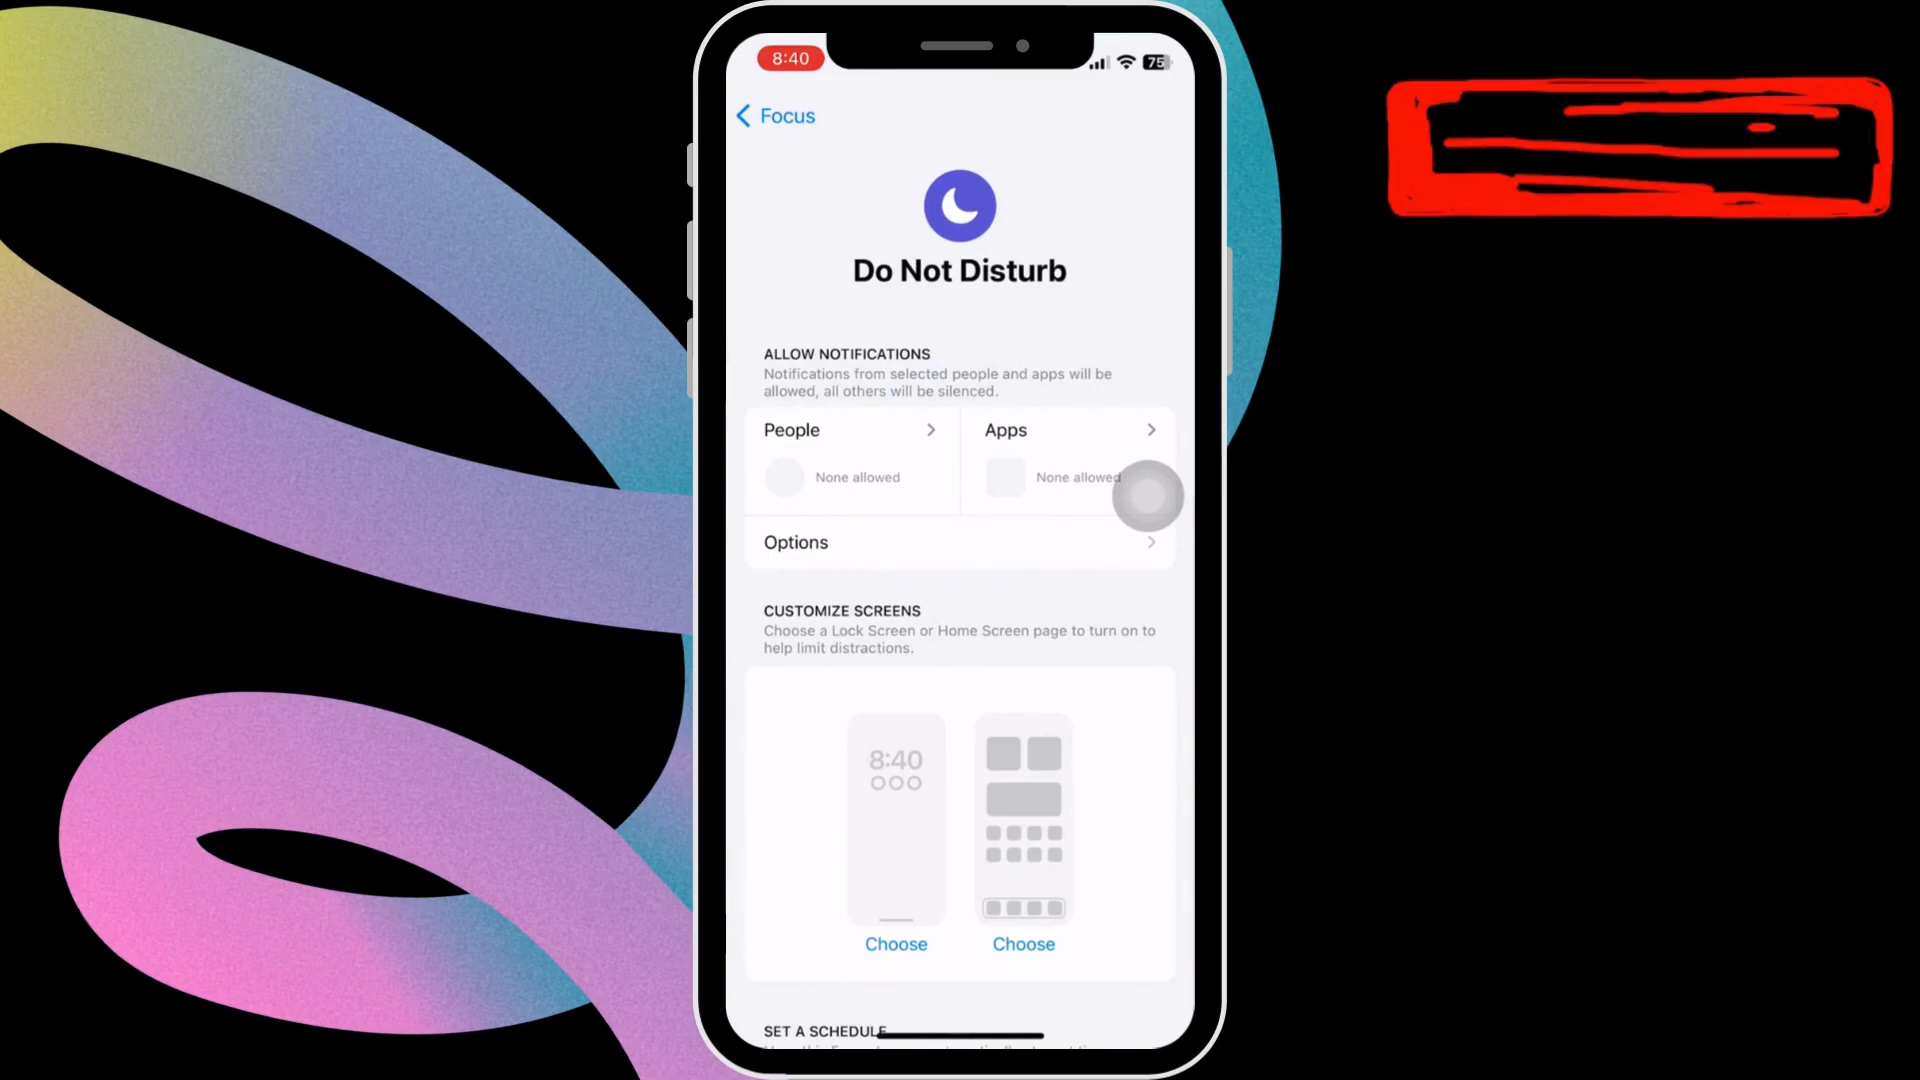 8:40
75
Focus
Do Not Disturb
ALLOW NOTIFICATIONS
Notifications from selected people and apps will be
allowed, all others will be silenced.
People
Apps
None allowed
None allowed
Options
CUSTOMIZE SCREENS
Choose a Lock Screen or Home Screen page to turn on to
help limit distractions.
8:40
Choose
Choose
SET A SCHEDULE